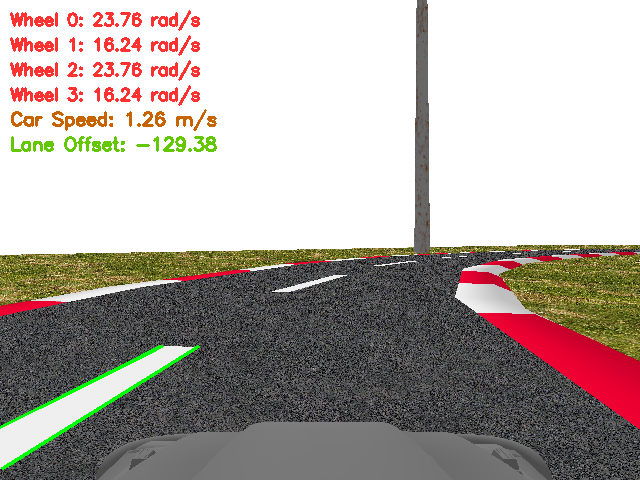 Wheel 0: 23.76 rad/s
Wheel 1: 16.24 rad/s
Wheel 2: 23.76 rad/s
Wheel 3: 16.24 rad/s
Car Speed: 1.26 m/s
Lane Offset: -129.38